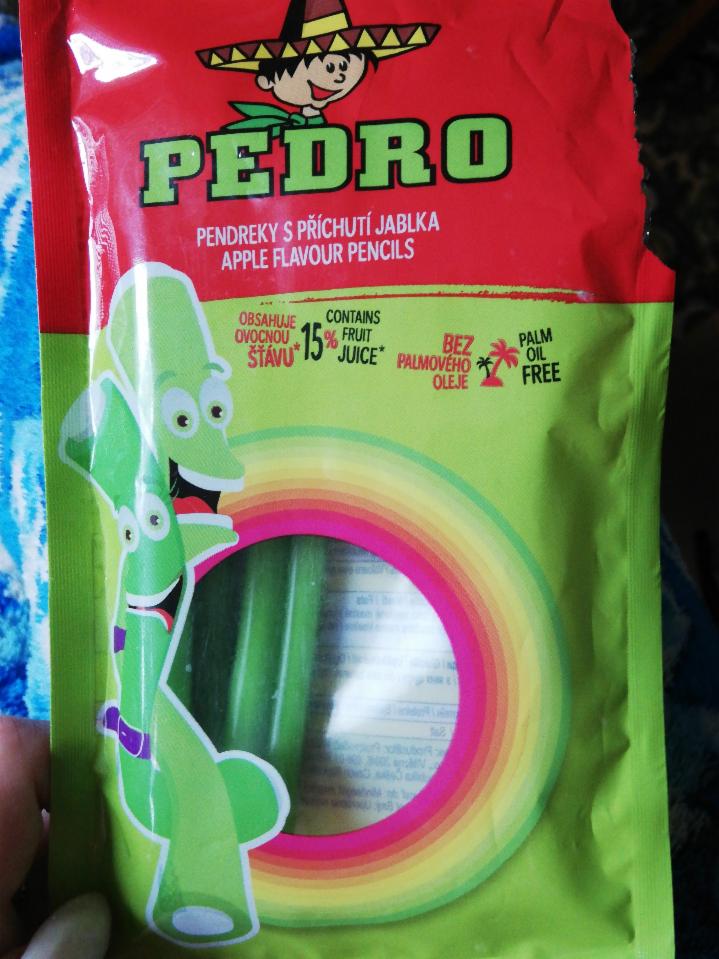 PEDRO
PENDREKY S PŘÍCHUTÍ JABLKA
APPLE FLAVOUR PENCILS
OBSAHUJE
OVOCNOU
ŠŤÁVU*
15%
CONTAINS
FRUIT
JUICE*
BEZ
PALMOVÉHO
OLEJE
PALM
OIL
FREE